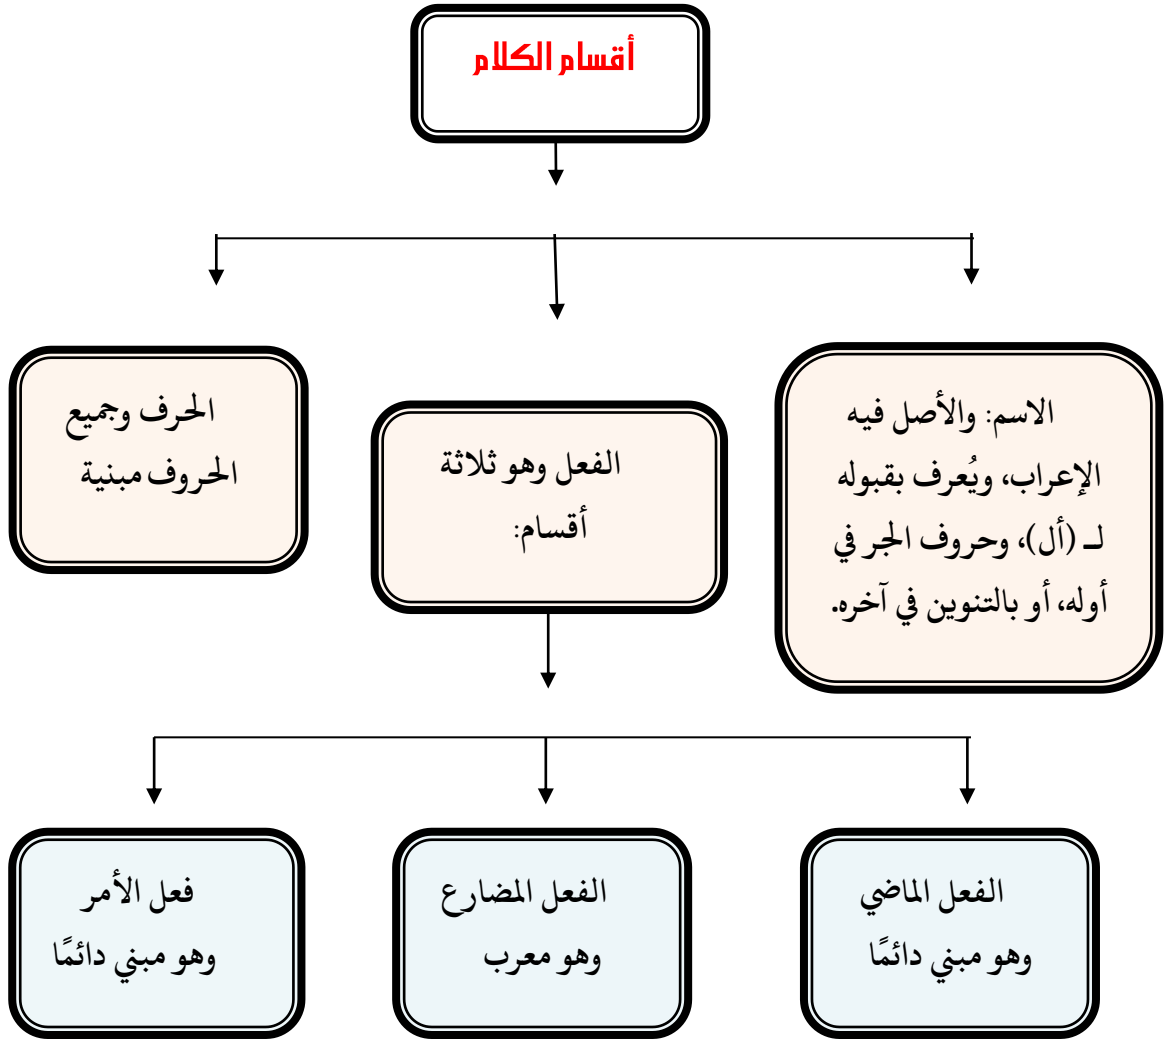 أقسام الكلام
الاسم: والأصل فيه
الإعراب، ويُعرف بقبوله
لـ (أل)، وحروف الجر في
أوله، أو بالتنوين في آخره.
الفعل وهو ثلاثة
أقسام:
الحرف وجميع
الحروف مبنية
الفعل الماضي
وهو مبني دائمًا
الفعل المضارع
وهو معرب
فعل الأمر
وهو مبني دائمًا